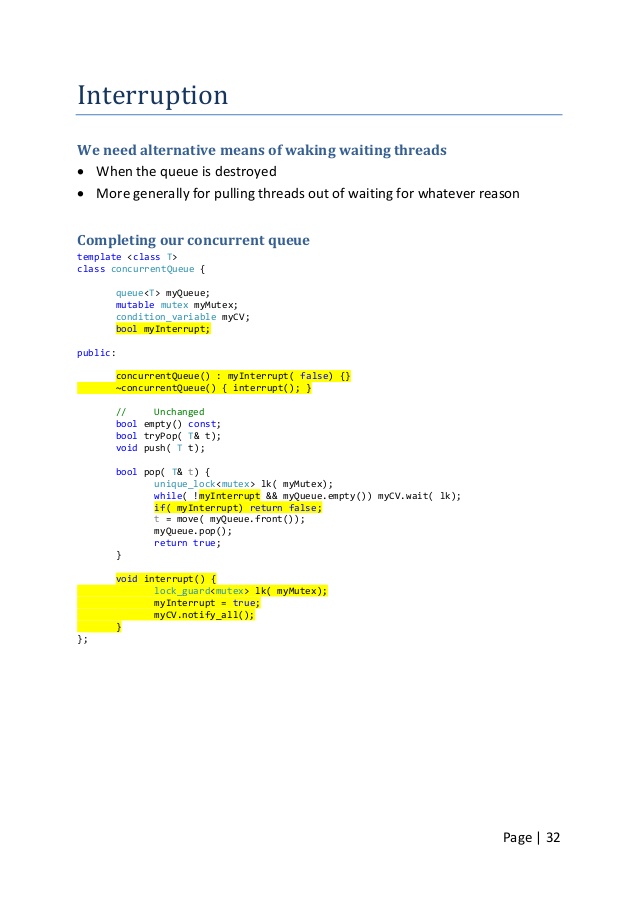 Interruption
We need alternative means of waking waiting threads
• When the queue is destroyed
• More generally for pulling threads out of waiting for whatever reason
Completing our concurrent queue
template <class T>
class concurrentQueue {
queue<T> myQueue;
mutable mutex myMutex;
condition_variable myCV;
bool myInterrupt;
public:
concurrentQueue() : myInterrupt( false) {}
~concurrentQueue() { interrupt(); }
// Unchanged
bool empty() const;
bool tryPop( T& t);
void push( T t);
bool pop( T& t) {
unique_lock<mutex> lk( myMutex);
while( !myInterrupt && myQueue.empty()) myCV.wait( lk);
if( myInterrupt) return false;
t = move( myQueue.front());
myQueue.pop();
return true;
}
void interrupt() {
lock_guard<mutex> lk( myMutex);
myInterrupt = true;
myCV.notify_all();
}
};
Page | 32